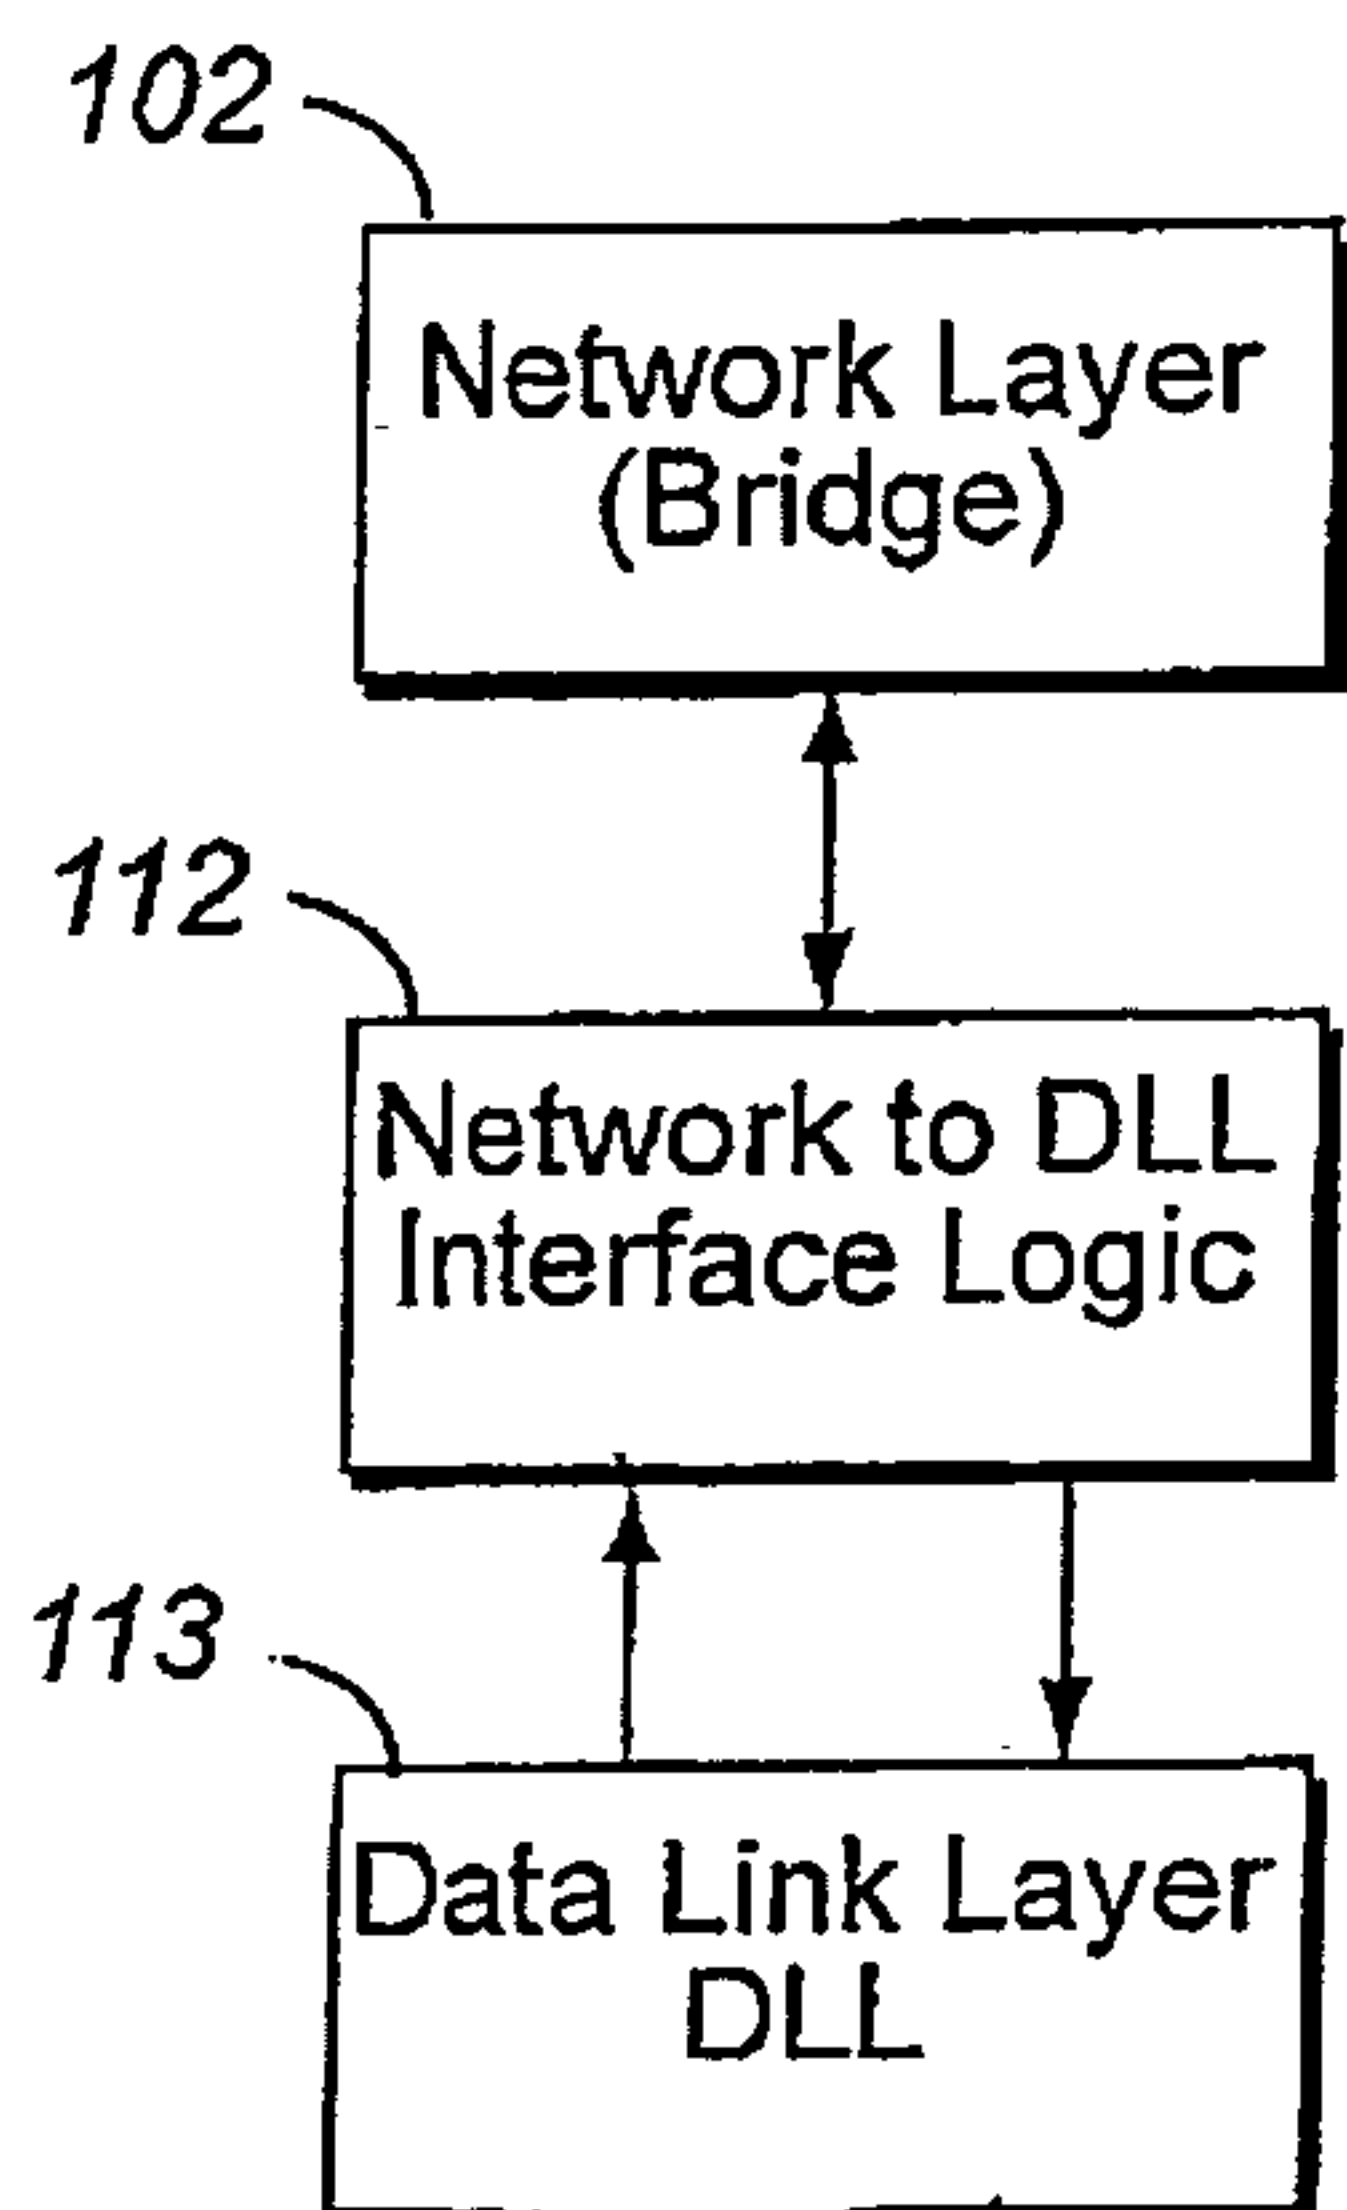 102
Network Layer
(Bridge)
112
Network to DLL
Interface Logic
113
Data Link Layer
DLL